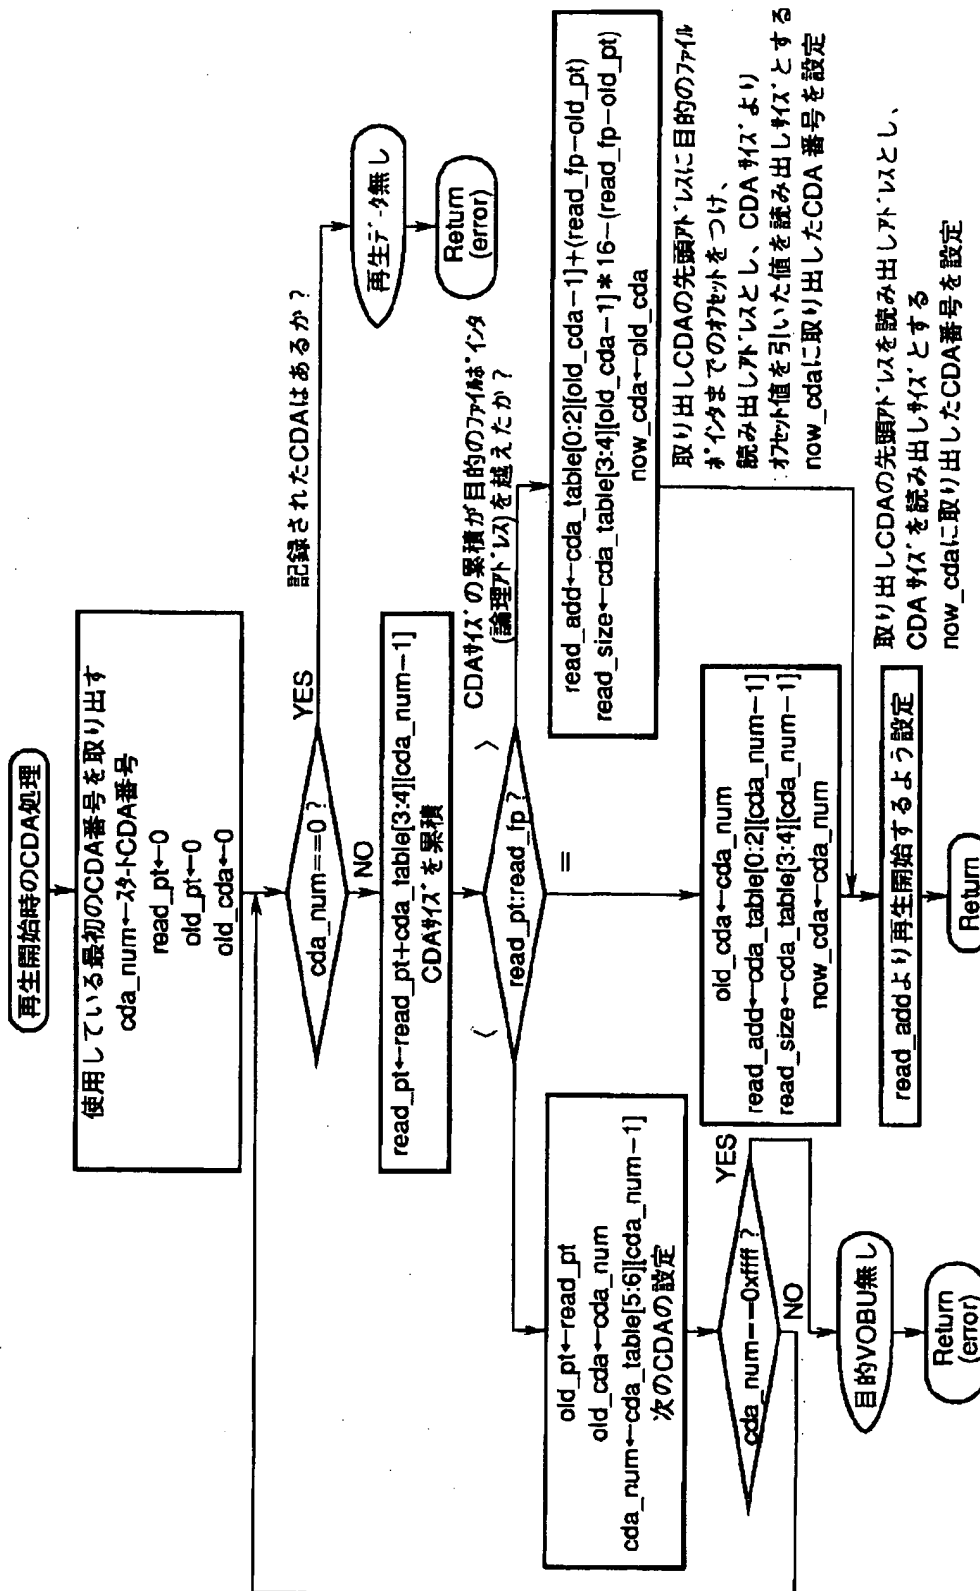 再生開始時のCDA処理
使用している最初のCDA番号を取り出す
cda_num←スタートCDA番号
read_pt←0
old_pt←0
old_cda←0
cda_num==0 ?
YES
NO
記録されたCDAはあるか？
再生データ無し
Return
(error)
read_pt←read_pt+cda_table[3:4][cda_num−1]
CDAサイズを累積
read_pt:read_fp ?
＜
＝
＞
CDAサイズの累積が目的のファイルポインタ
(論理アドレス)を越えたか？
read_add←cda_table[0:2][old_cda−1]+(read_fp−old_pt)
read_size←cda_table[3:4][old_cda−1]＊16−(read_fp−old_pt)
now_cda←old_cda
取り出しCDAの先頭アドレスに目的のファイル
ポインタまでのオフセットをつけ、
読み出しアドレスとし、CDAサイズより
オフセット値を引いた値を読み出しサイズとする
now_cdaに取り出したCDA番号を設定
old_cda←cda_num
read_add←cda_table[0:2][cda_num−1]
read_size←cda_table[3:4][cda_num−1]
now_cda←cda_num
取り出しCDAの先頭アドレスを読み出しアドレスとし、
CDAサイズを読み出しサイズとする
now_cdaに取り出したCDA番号を設定
read_addより再生開始するよう設定
Return
old_pt←read_pt
old_cda←cda_num
cda_num←cda_table[5:6][cda_num−1]
次のCDAの設定
cda_num==0xffff ?
YES
NO
目的VOBU無し
Return
(error)